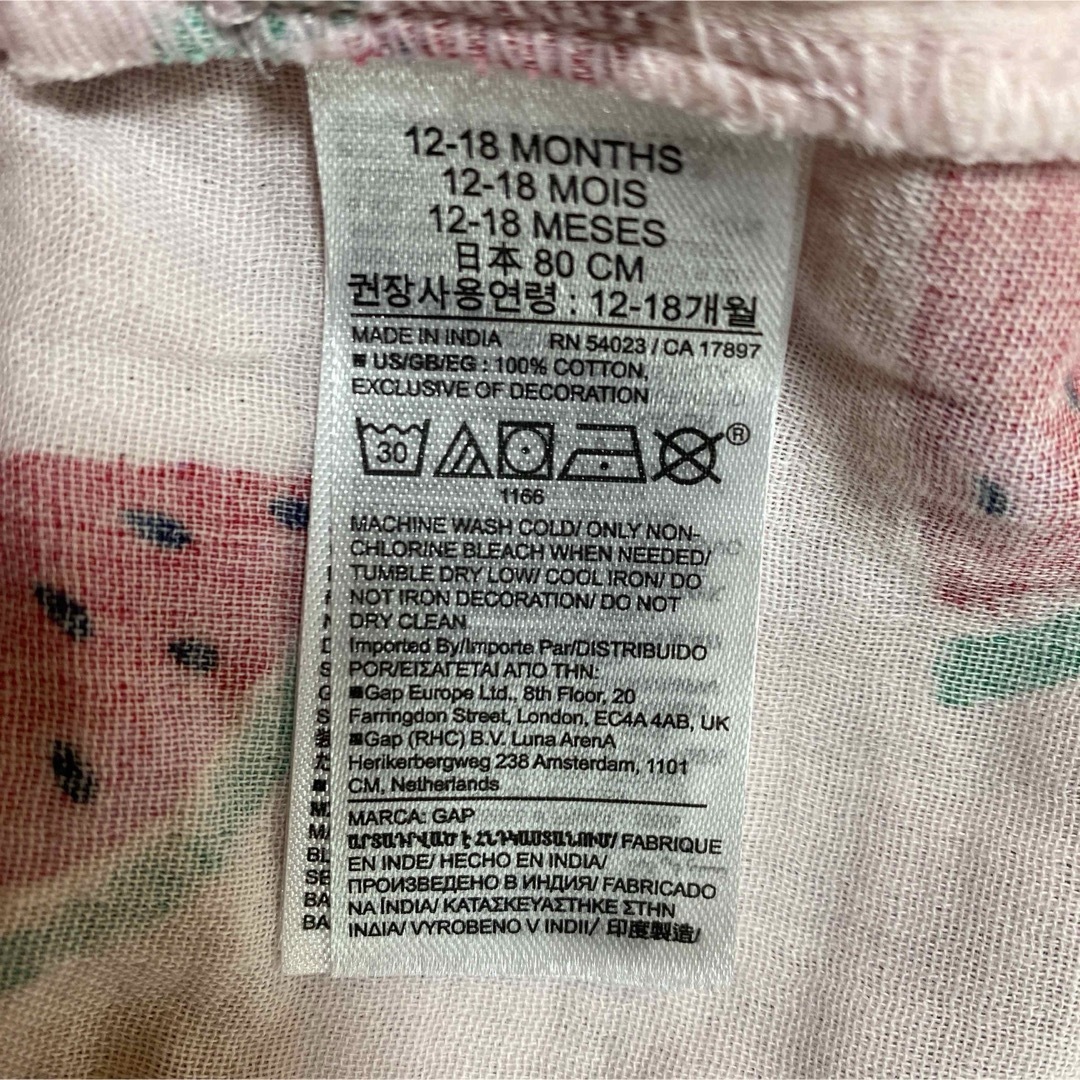 12-18 MONTHS
12-18 MOIS
12-18 MESES
日本 80 CM
권장사용연령 : 12-18개월
MADE IN INDIA RN 54023 / CA 17897
■ US/GB/EG : 100% COTTON,
EXCLUSIVE OF DECORATION
30 ®
1166
MACHINE WASH COLD/ ONLY NON-
CHLORINE BLEACH WHEN NEEDED/
TUMBLE DRY LOW/ COOL IRON/ DO
NOT IRON DECORATION/ DO NOT
DRY CLEAN
Imported By/Importe Par/DISTRIBUIDO
POR/ΕΙΣΑΓΕΤΑΙ ΑΠΟ ΤΗΝ:
■Gap Europe Ltd., 8th Floor, 20
Farringdon Street, London, EC4A 4AB, UK
■Gap (RHC) B.V. Luna ArenA
Herikerbergweg 238 Amsterdam, 1101
CM, Netherlands
MARCA: GAP
ԱՐՏԱԴՐՎԱԾ Է ՀՆԴԿԱՍՏԱՆՈՒՄ/ FABRIQUE
EN INDE/ HECHO EN INDIA/
ПРОИЗВЕДЕНО В ИНДИЯ/ FABRICADO
NA ÍNDIA/ ΚΑΤΑΣΚΕΥΑΣΤΗΚΕ ΣΤΗΝ
ΙΝΔΙΑ/ VYROBENO V INDII/ 印度製造/